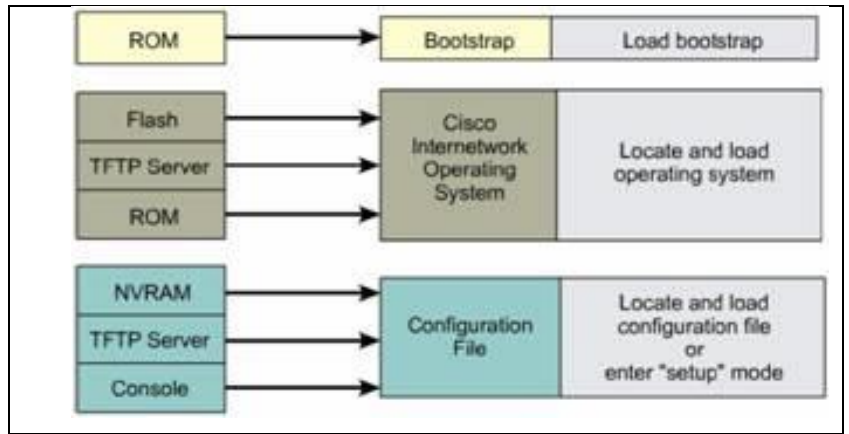 ROM
Bootstrap
Load bootstrap
Flash
TFTP Server
ROM
Cisco
Internetwork
Operating
System
Locate and load
operating system
NVRAM
TFTP Server
Console
Configuration
File
Locate and load
configuration file
or
enter "setup" mode